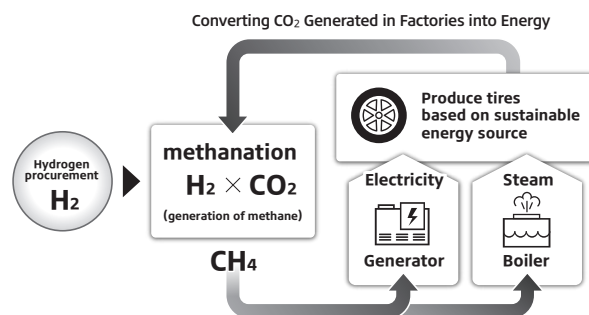 Converting CO₂ Generated in Factories into Energy
Produce tires
based on sustainable
energy source
Hydrogen
procurement
H₂
methanation
H₂ × CO₂
(generation of methane)
CH₄
Electricity
Generator
Steam
Boiler